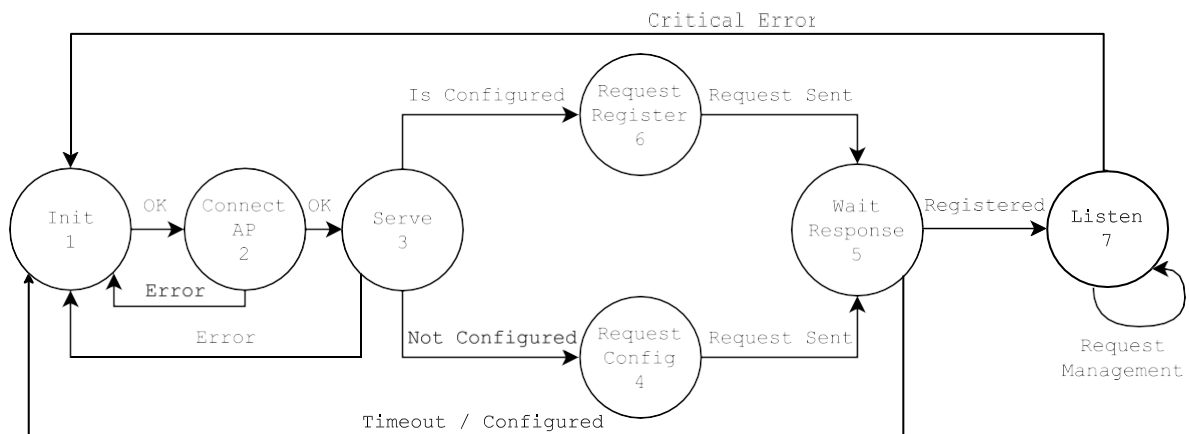 Critical Error
Is Configured
Request
Register
6
Request Sent
Init
1
OK
Connect
AP
2
OK
Serve
3
Wait
Response
5
Registered
Listen
7
Error
Error
Not Configured
Request
Config
4
Request Sent
Request
Management
Timeout / Configured